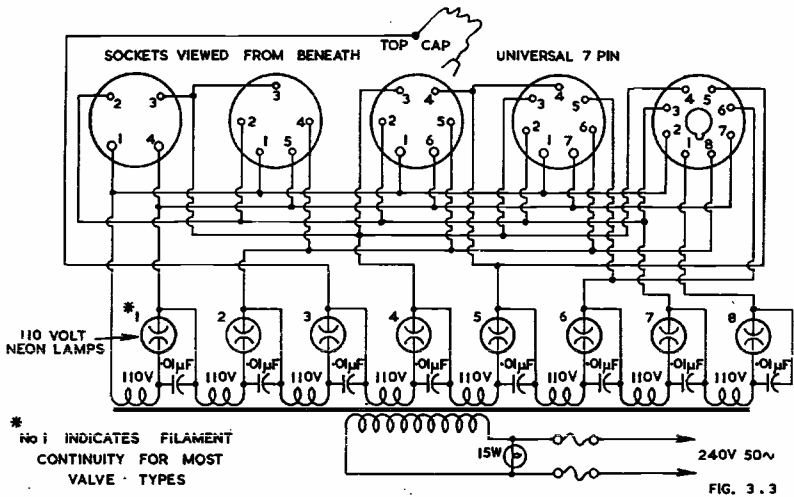 TOP CAP
SOCKETS VIEWED FROM BENEATH
UNIVERSAL 7 PIN
2 3
1 4
3
2 4
1 5
3 4
2 5
1 6
4
3 5
2 6
1 7
4 5
3 6
2 7
1 8
* 1 2 3 4 5 6 7 8
110 VOLT
NEON LAMPS
·01µF ·01µF ·01µF ·01µF ·01µF ·01µF ·01µF ·01µF
110V 110V 110V 110V 110V 110V 110V 110V
*
No 1 INDICATES FILAMENT
CONTINUITY FOR MOST
VALVE · TYPES
15W
240V 50~
FIG. 3.3